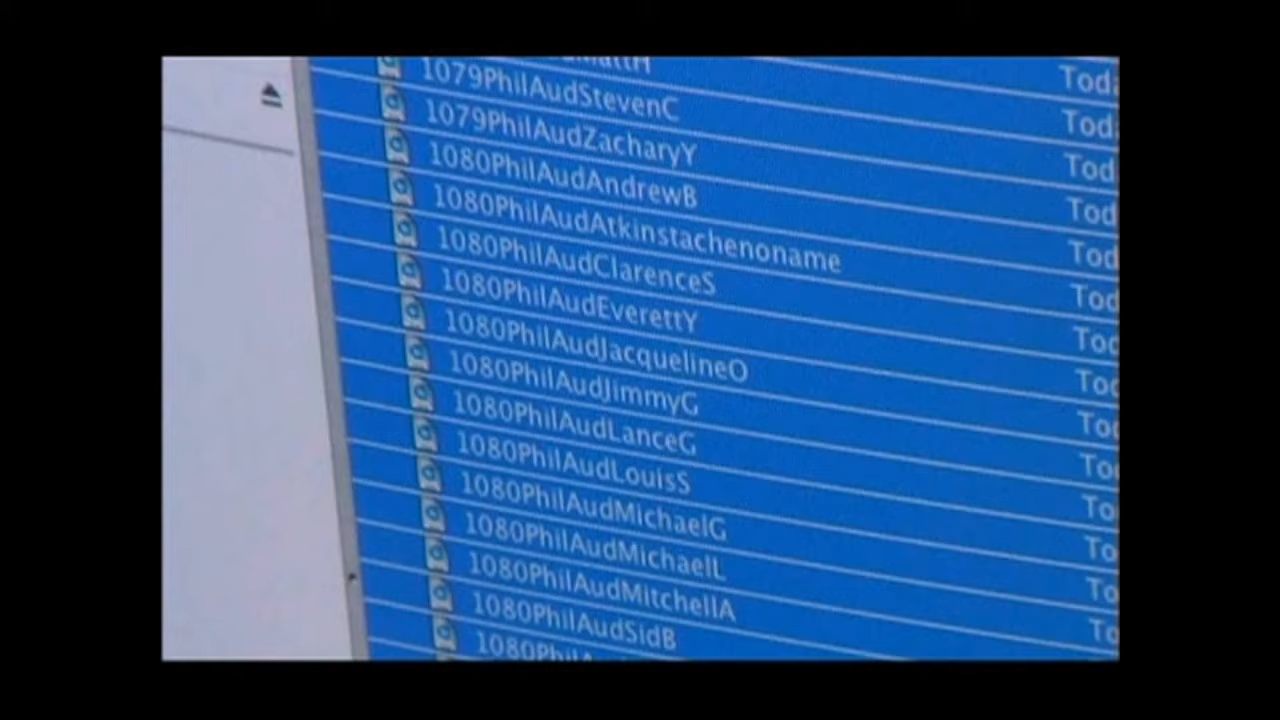 1079PhilAudStevenC
1079PhilAudZacharyY
1080PhilAudAndrewB
1080PhilAudAtkinstachenoname
1080PhilAudClarenceS
1080PhilAudEverettY
1080PhilAudJacquelineO
1080PhilAudJimmyG
1080PhilAudLanceG
1080PhilAudLouisS
1080PhilAudMichaelG
1080PhilAudMichaelL
1080PhilAudMitchellA
1080PhilAudSidB